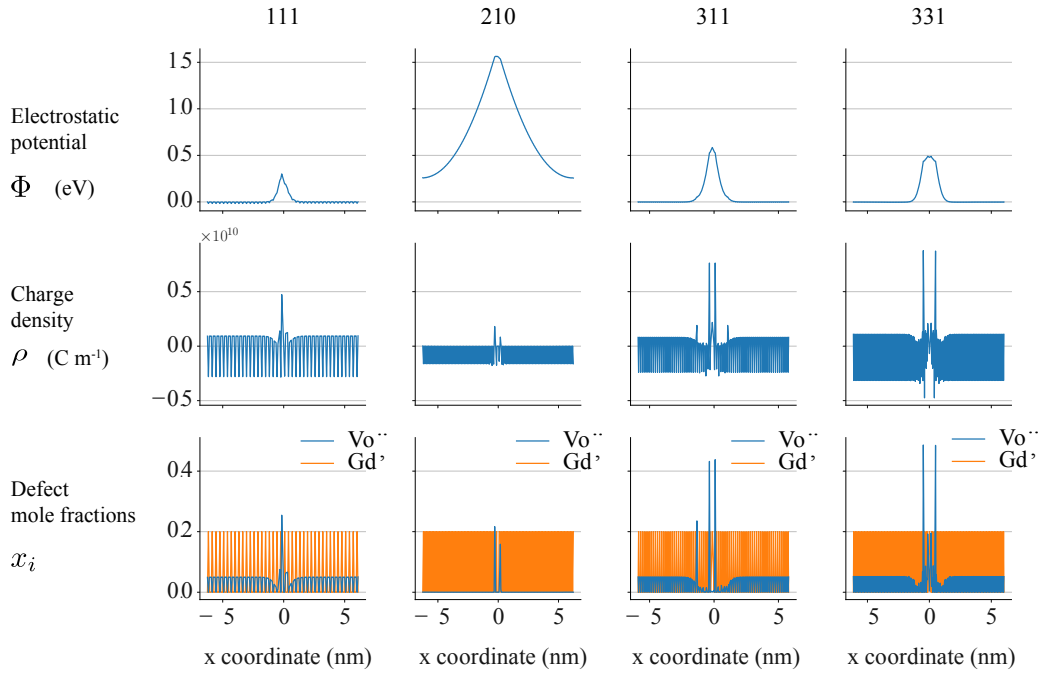 111 210 311 331
Electrostatic
potential
Φ (eV)
1.5
1.0
0.5
0.0
×10¹⁰
Charge
density
ρ (C m⁻¹)
0.5
0.0
−0.5
Defect
mole fractions
xᵢ
0.4
0.2
0.0
Vo¨ Vo¨ Vo¨ Vo¨
Gd’ Gd’ Gd’ Gd’
−5 0 5 −5 0 5 −5 0 5 −5 0 5
x coordinate (nm) x coordinate (nm) x coordinate (nm) x coordinate (nm)